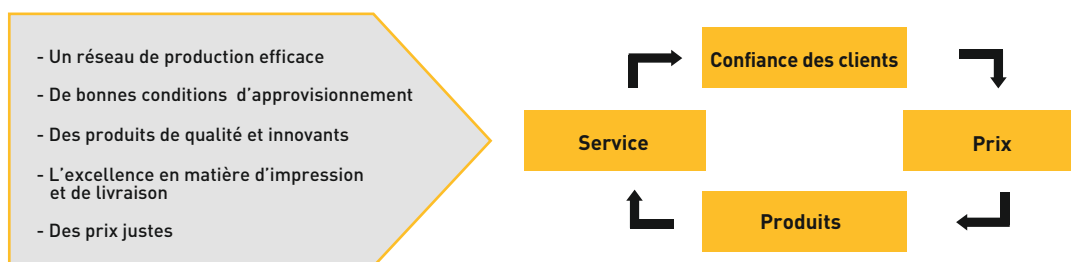 - Un réseau de production efficace
- De bonnes conditions d'approvisionnement
- Des produits de qualité et innovants
- L'excellence en matière d'impression
et de livraison
- Des prix justes
Confiance des clients
Service
Prix
Produits